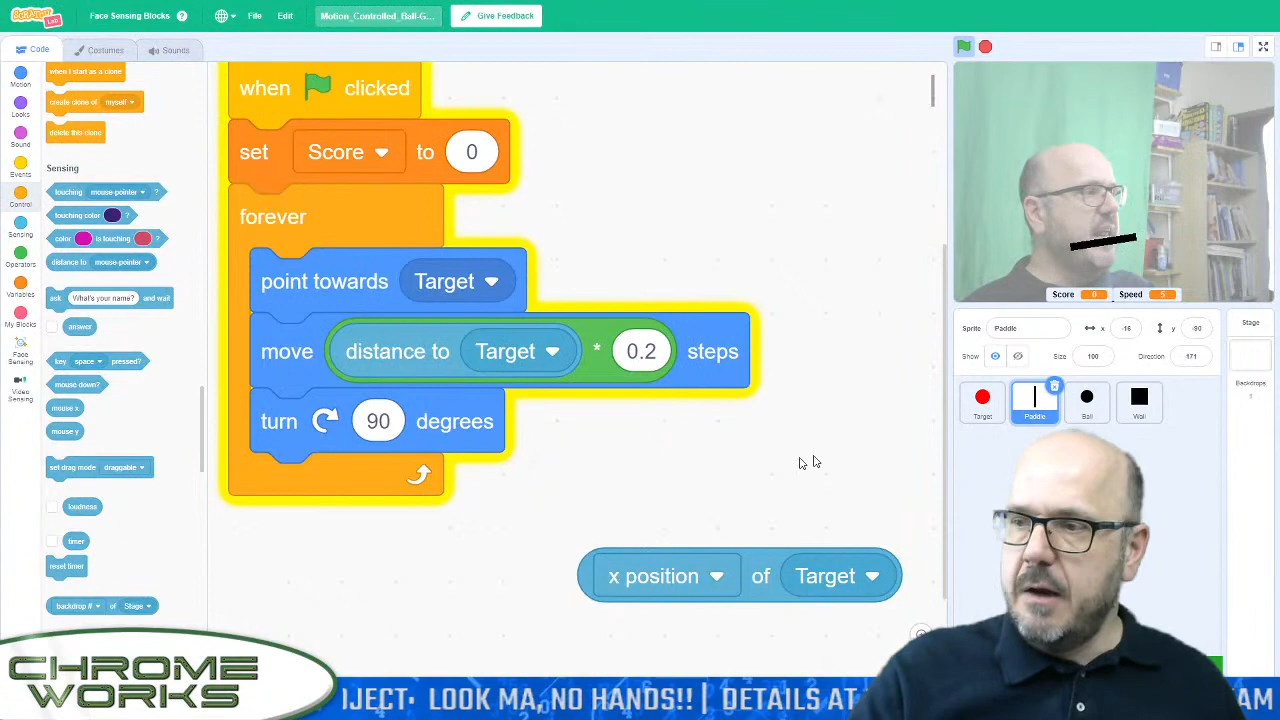 SCRATCH Lab
Face Sensing Blocks
File
Edit
Motion_Controlled_Ball-G...
Give Feedback
Code
Costumes
Sounds
Motion
Looks
Sound
Events
Control
Sensing
Operators
Variables
My Blocks
Face Sensing
Video Sensing
when I start as a clone
create clone of myself
delete this clone
Sensing
touching mouse-pointer ?
touching color ?
color is touching ?
distance to mouse-pointer
ask What's your name? and wait
answer
key space pressed?
mouse down?
mouse x
mouse y
set drag mode draggable
loudness
timer
reset timer
backdrop # of Stage
when clicked
set Score to 0
forever
point towards Target
move distance to Target * 0.2 steps
turn 90 degrees
x position of Target
Score 0 Speed 5
Sprite Paddle x -16 y -90
Show Size 100 Direction 171
Target
Paddle
Ball
Wall
Stage
Backdrops
1
CHROME
WORKS
JECT: LOOK MA, NO HANDS!! | DETAILS AT
AM